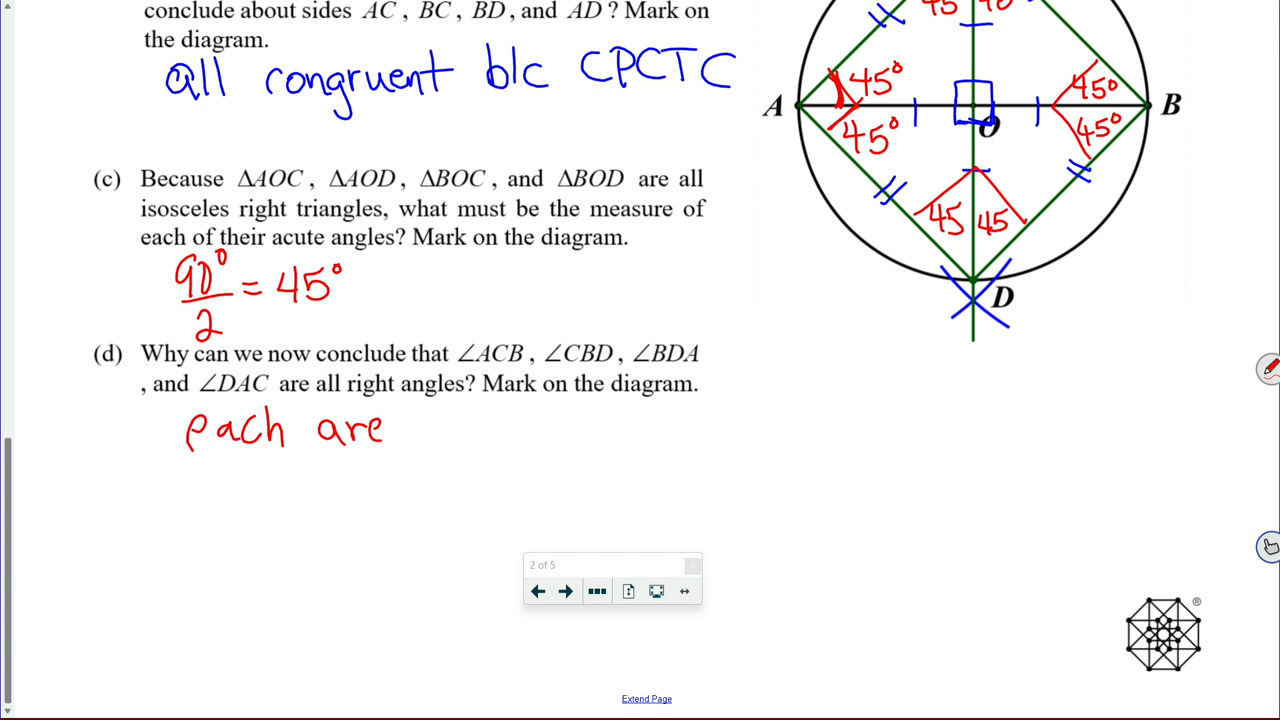 conclude about sides AC , BC , BD, and AD ? Mark on
the diagram.
all congruent b/c CPCTC
(c) Because ΔAOC , ΔAOD, ΔBOC, and ΔBOD are all
isosceles right triangles, what must be the measure of
each of their acute angles? Mark on the diagram.
90°/2 = 45°
(d) Why can we now conclude that ∠ACB , ∠CBD, ∠BDA
, and ∠DAC are all right angles? Mark on the diagram.
each are
45
45°
45°
A
B
O
45°
45°
45
45
D
2 of 5
Extend Page
®